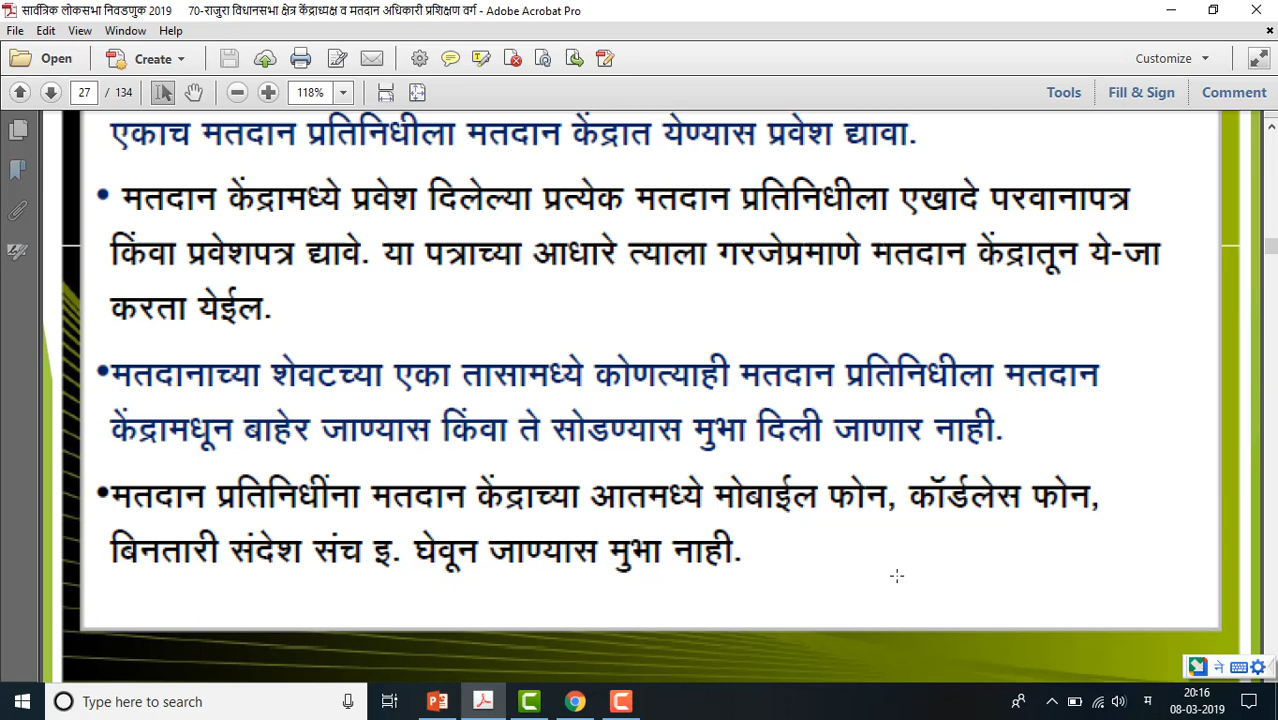 सार्वत्रिक लोकसभा निवडणुक 2019 70-राजुरा विधानसभा क्षेत्र केंद्राध्यक्ष व मतदान अधिकारी प्रशिक्षण वर्ग - Adobe Acrobat Pro
File Edit View Window Help
Open Create Customize
27 / 134 118% Tools Fill & Sign Comment
एकाच मतदान प्रतिनिधीला मतदान केंद्रात येण्यास प्रवेश द्यावा.
• मतदान केंद्रामध्ये प्रवेश दिलेल्या प्रत्येक मतदान प्रतिनिधीला एखादे परवानापत्र
किंवा प्रवेशपत्र द्यावे. या पत्राच्या आधारे त्याला गरजेप्रमाणे मतदान केंद्रातून ये-जा
करता येईल.
•मतदानाच्या शेवटच्या एका तासामध्ये कोणत्याही मतदान प्रतिनिधीला मतदान
केंद्रामधून बाहेर जाण्यास किंवा ते सोडण्यास मुभा दिली जाणार नाही.
•मतदान प्रतिनिधींना मतदान केंद्राच्या आतमध्ये मोबाईल फोन, कॉर्डलेस फोन,
बिनतारी संदेश संच इ. घेवून जाण्यास मुभा नाही.
ने
Type here to search म 20:16
08-03-2019